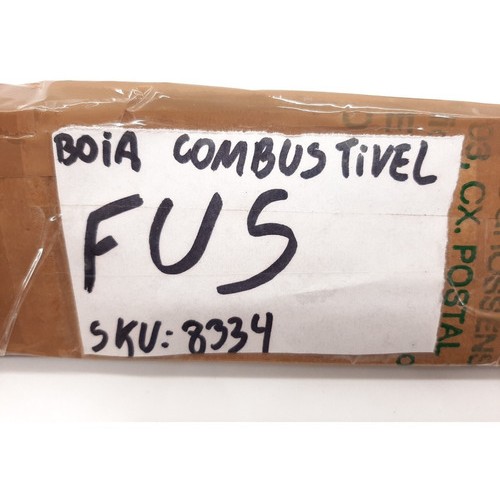 BOiA COMBUSTiVEL
FUS
SKU: 8334
CX. POSTAL